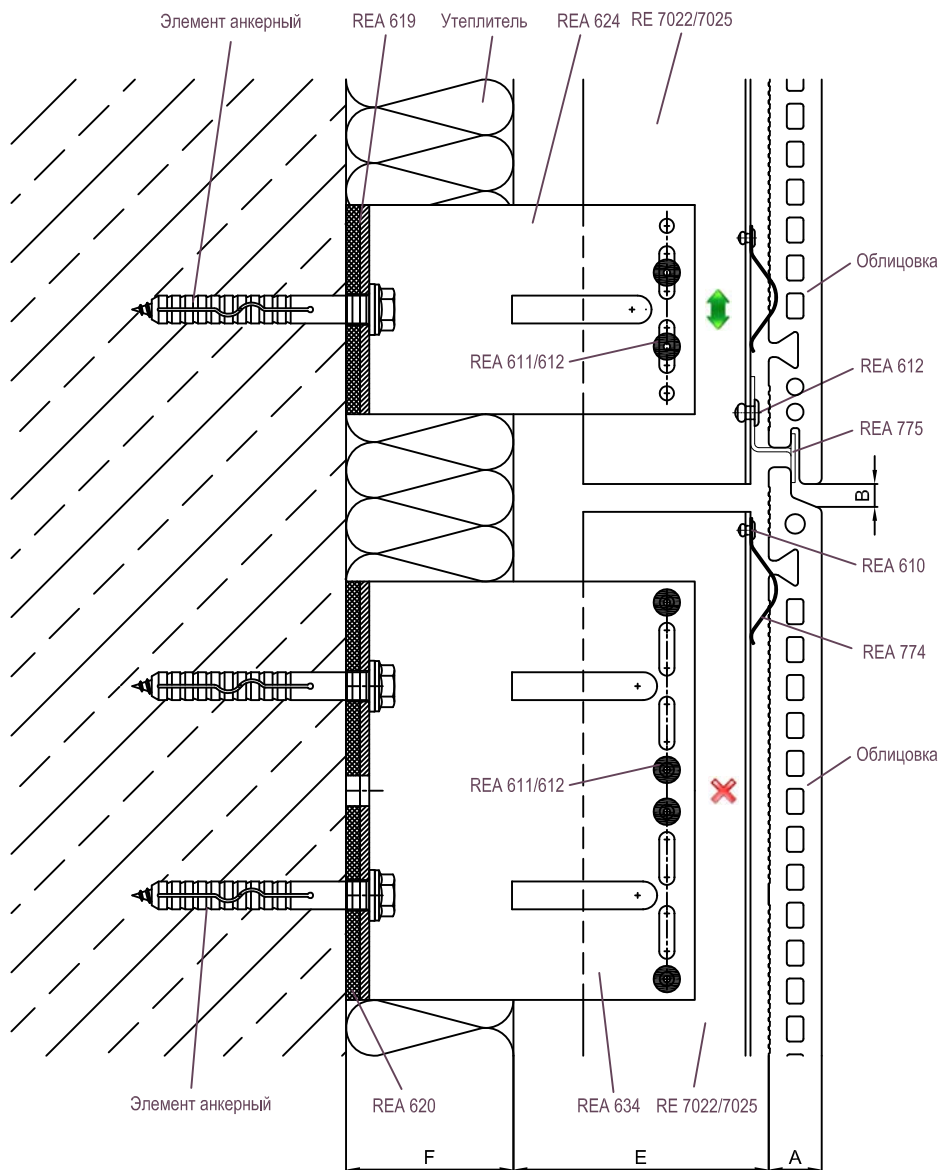 Элемент анкерный
REA 619
Утеплитель
REA 624
RE 7022/7025
Облицовка
REA 611/612
REA 612
REA 775
B
REA 610
REA 774
Облицовка
REA 611/612
Элемент анкерный
REA 620
REA 634
RE 7022/7025
F
E
A